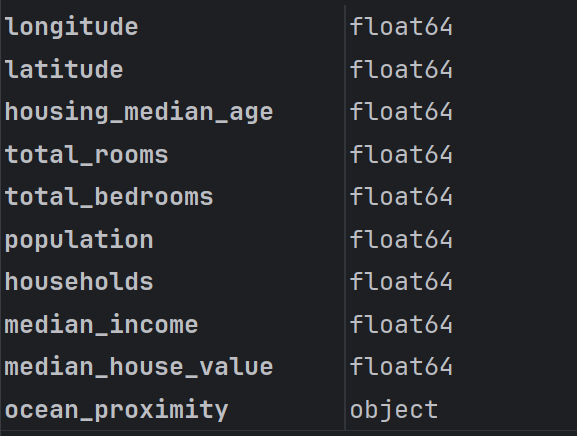 longitude float64
latitude float64
housing_median_age float64
total_rooms float64
total_bedrooms float64
population float64
households float64
median_income float64
median_house_value float64
ocean_proximity object